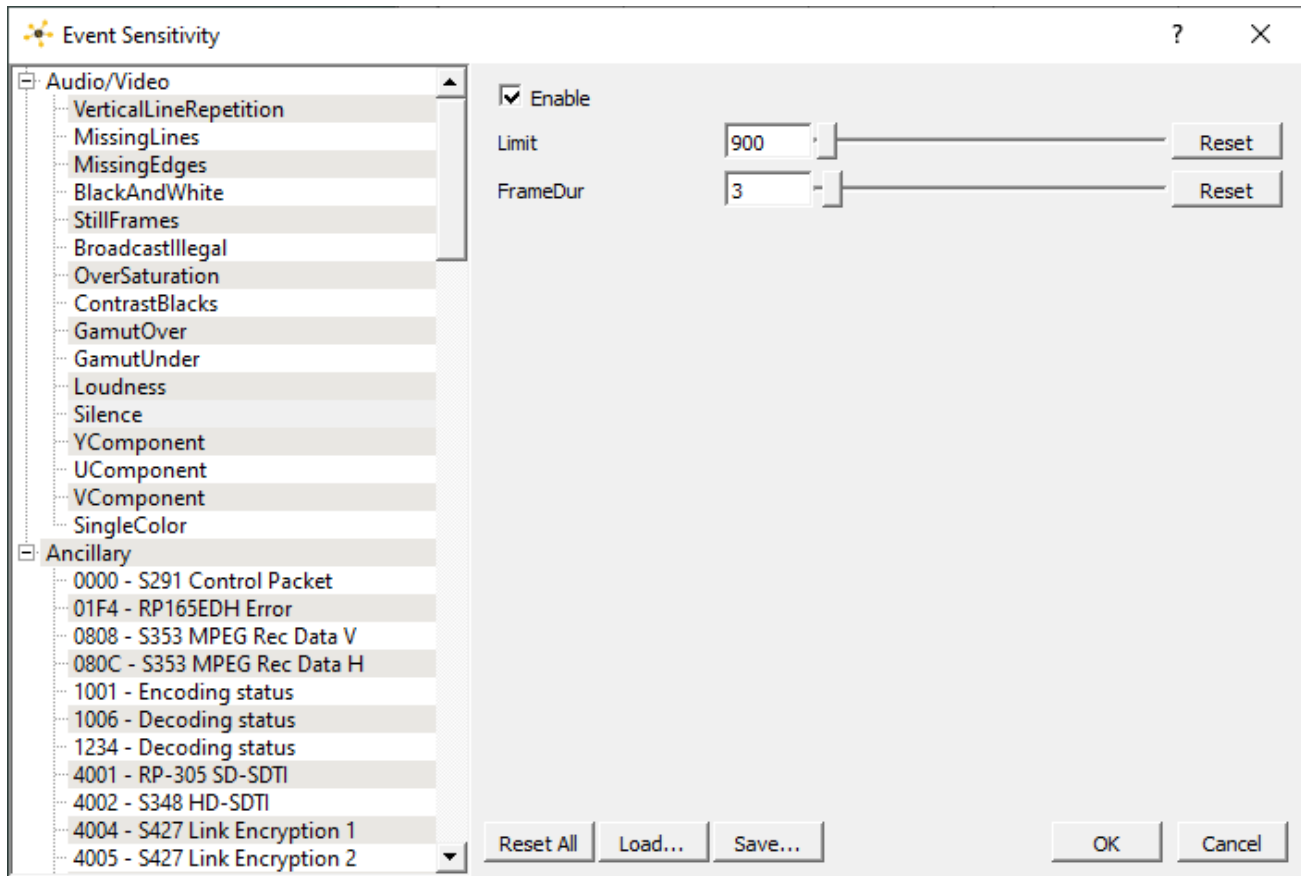 Event Sensitivity
?
Audio/Video
VerticalLineRepetition
MissingLines
MissingEdges
BlackAndWhite
StillFrames
BroadcastIllegal
OverSaturation
ContrastBlacks
GamutOver
GamutUnder
Loudness
Silence
YComponent
UComponent
VComponent
SingleColor
Ancillary
0000 - S291 Control Packet
01F4 - RP165EDH Error
0808 - S353 MPEG Rec Data V
080C - S353 MPEG Rec Data H
1001 - Encoding status
1006 - Decoding status
1234 - Decoding status
4001 - RP-305 SD-SDTI
4002 - S348 HD-SDTI
4004 - S427 Link Encryption 1
4005 - S427 Link Encryption 2
Enable
Limit 900 Reset
FrameDur 3 Reset
Reset All Load... Save... OK Cancel